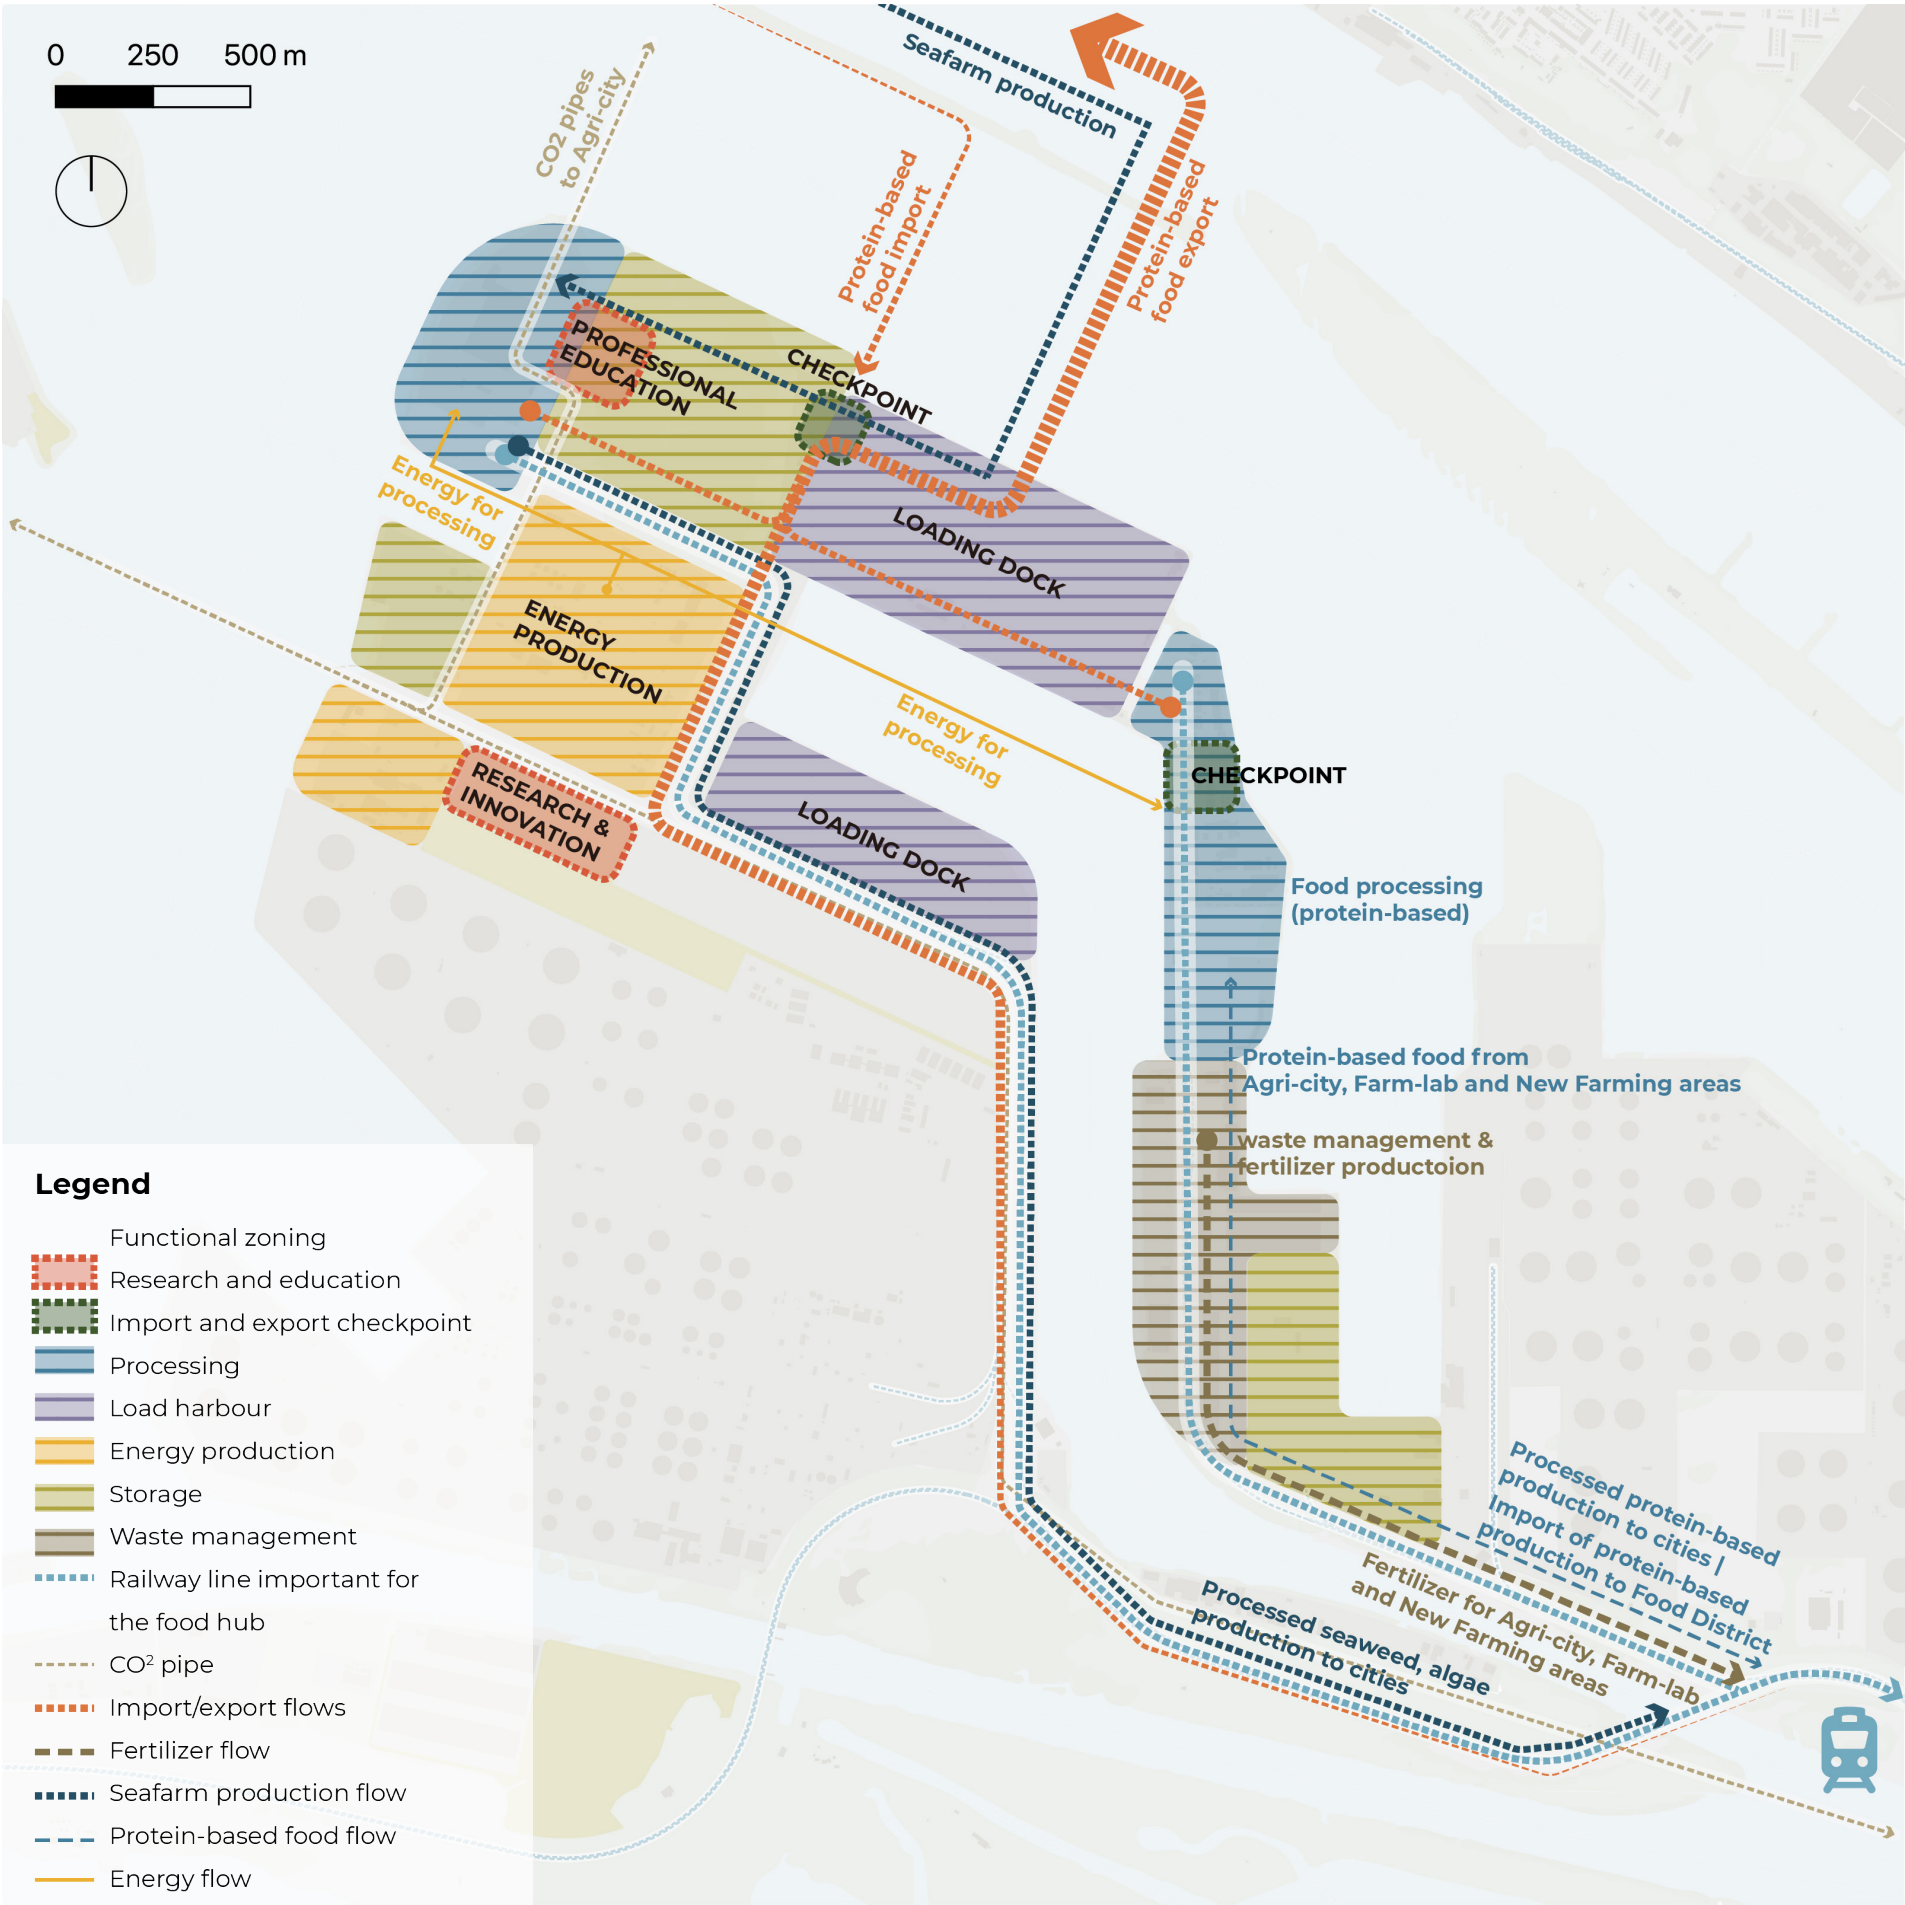 0 250 500 m
CO2 pipes
to Agri-city
Seafarm production
Protein-based
food import
Protein-based
food export
PROFESSIONAL
EDUCATION
CHECKPOINT
Energy for
processing
LOADING DOCK
ENERGY
PRODUCTION
Energy for
processing
CHECKPOINT
RESEARCH &
INNOVATION
LOADING DOCK
Food processing
(protein-based)
Protein-based food from
Agri-city, Farm-lab and New Farming areas
waste management &
fertilizer productoion
Processed protein-based
production to cities |
Import of protein-based
production to Food District
Fertilizer for Agri-city, Farm-lab
and New Farming areas
Processed seaweed, algae
production to cities
Legend
Functional zoning
Research and education
Import and export checkpoint
Processing
Load harbour
Energy production
Storage
Waste management
Railway line important for
the food hub
CO² pipe
Import/export flows
Fertilizer flow
Seafarm production flow
Protein-based food flow
Energy flow